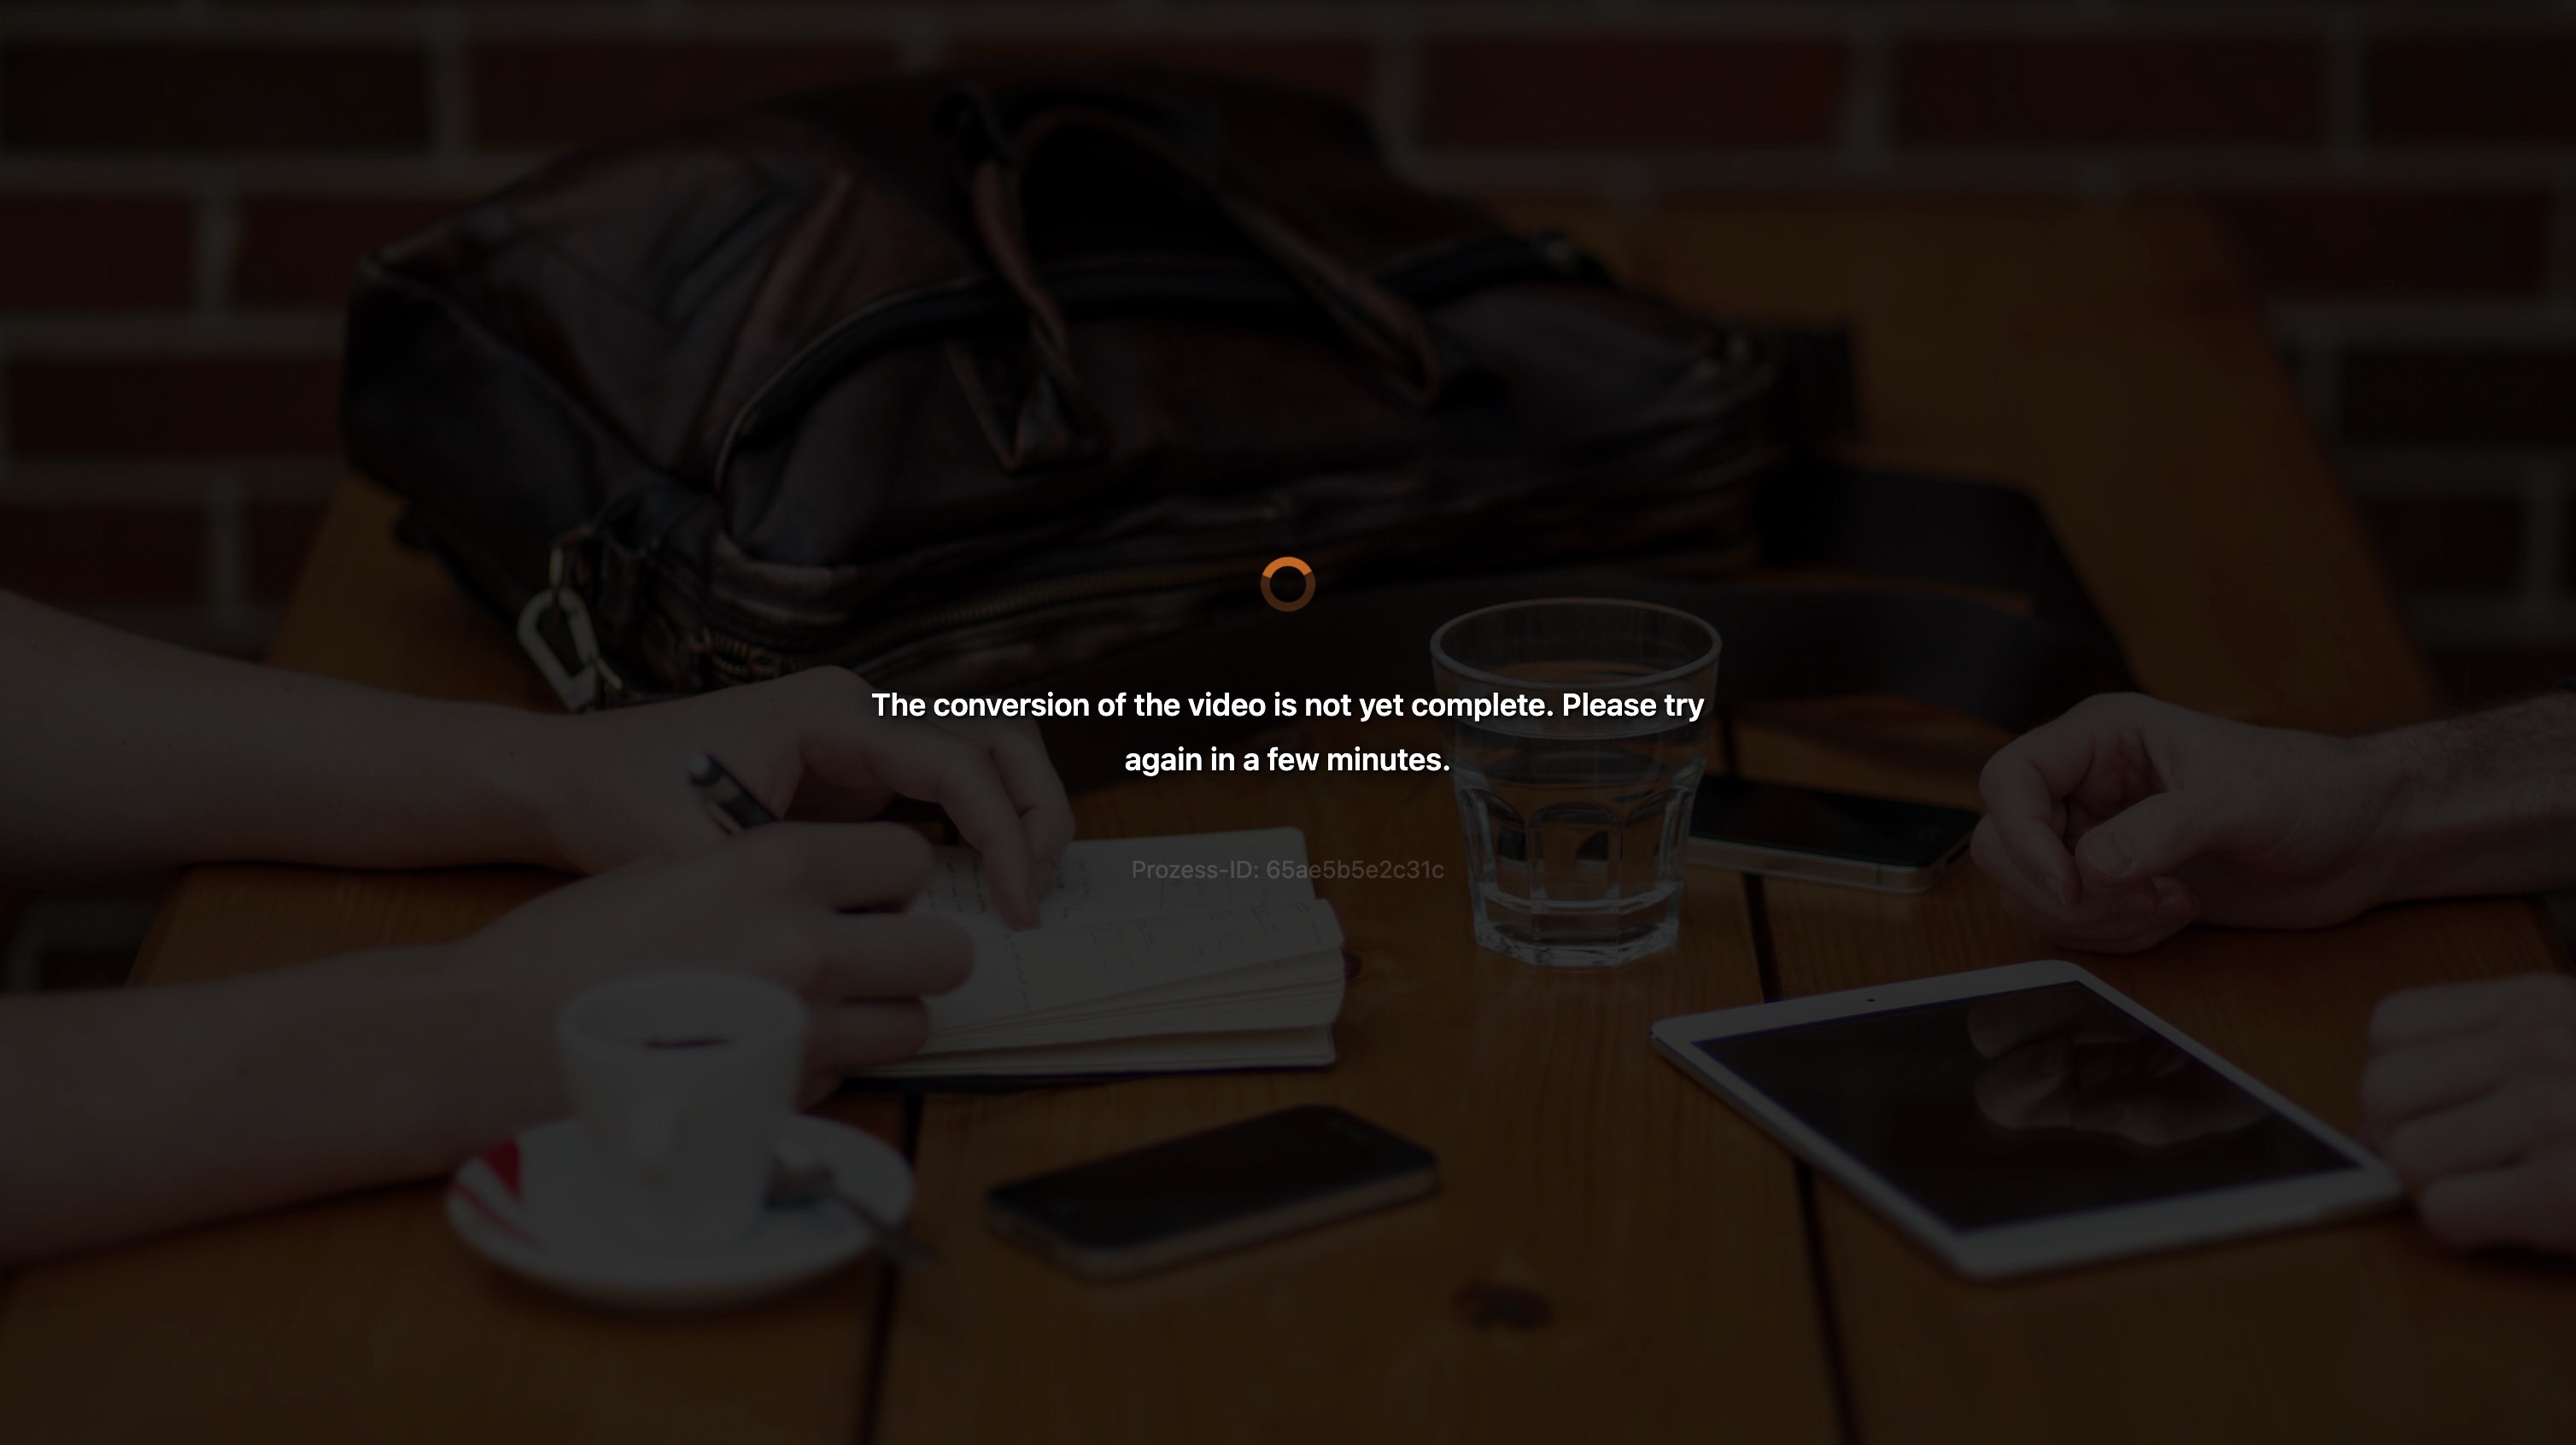 The conversion of the video is not yet complete. Please try
again in a few minutes.
Prozess-ID: 65ae5b5e2c31c